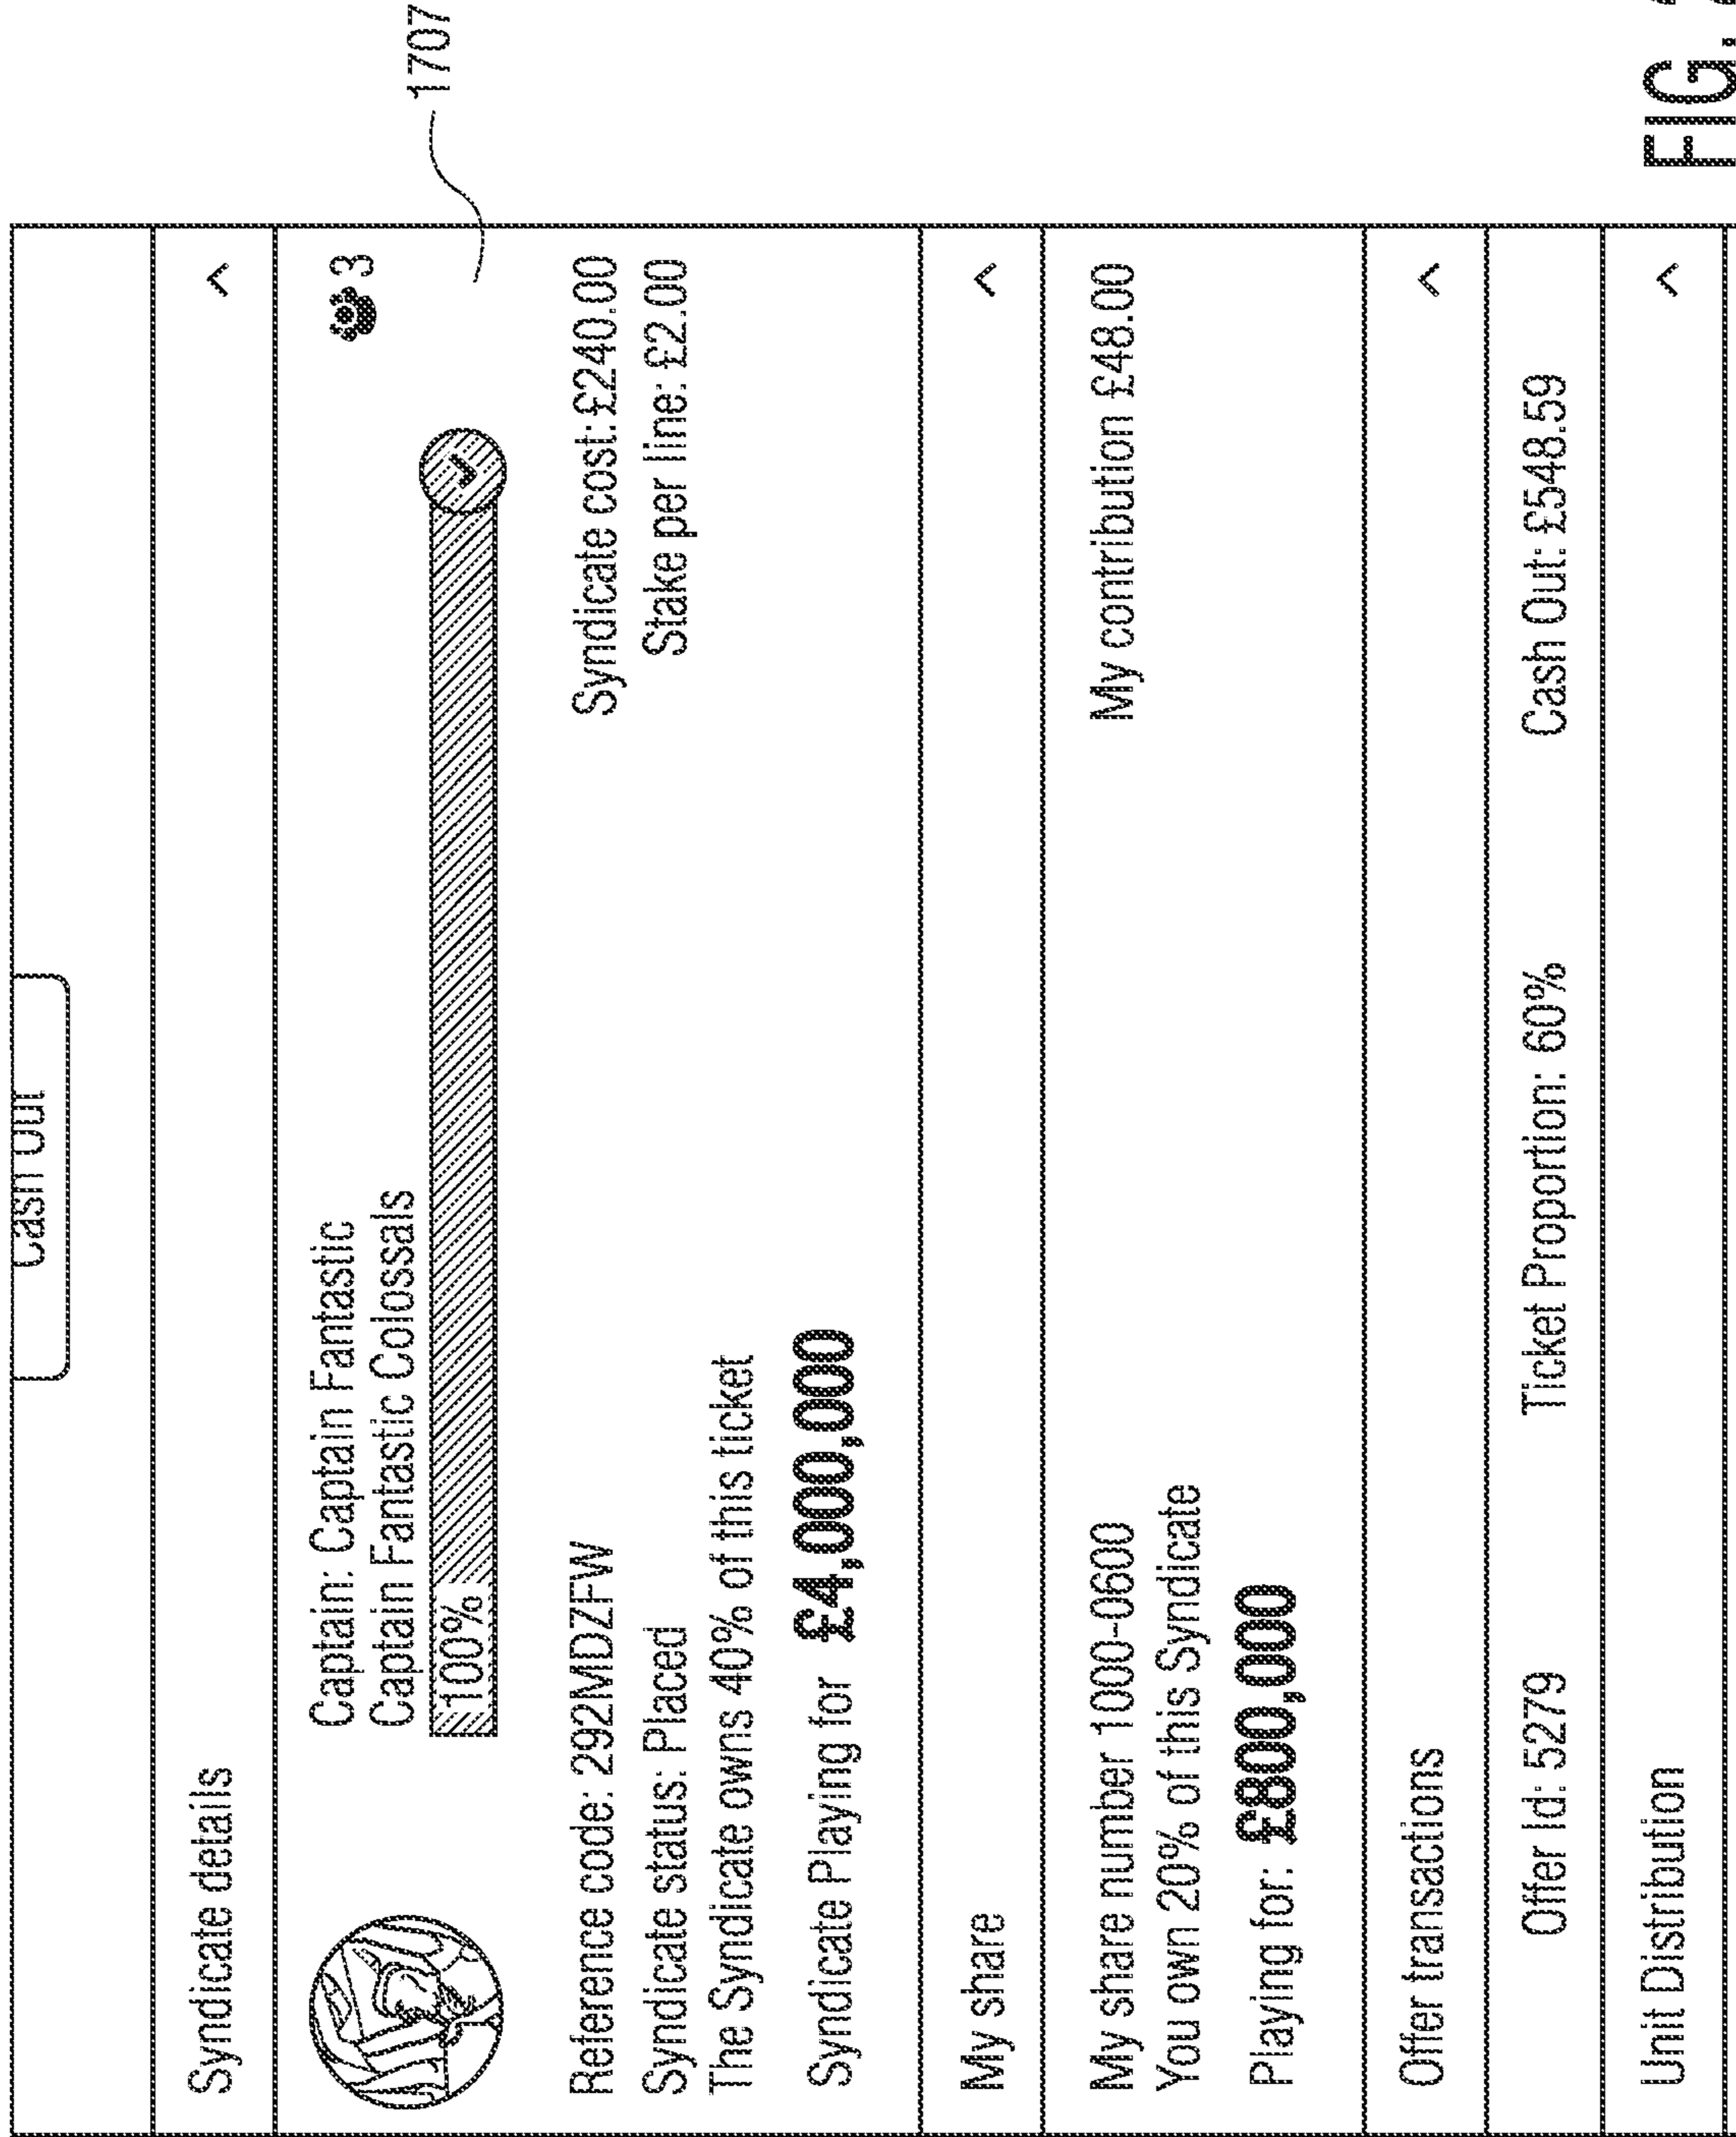 Cash Out
Syndicate details
Captain: Captain Fantastic
3
Captain Fantastic Colossals
100%
1707
Reference code: 292MDZFW
Syndicate cost: £240.00
Syndicate status: Placed
Stake per line: £2.00
The Syndicate owns 40% of this ticket
Syndicate Playing for £4,000,000
My share
My share number 1000-0600
My contribution £48.00
You own 20% of this Syndicate
Playing for: £800,000
Offer transactions
Offer Id: 5279
Ticket Proportion: 60%
Cash Out: £548.59
Unit Distribution
FIG.